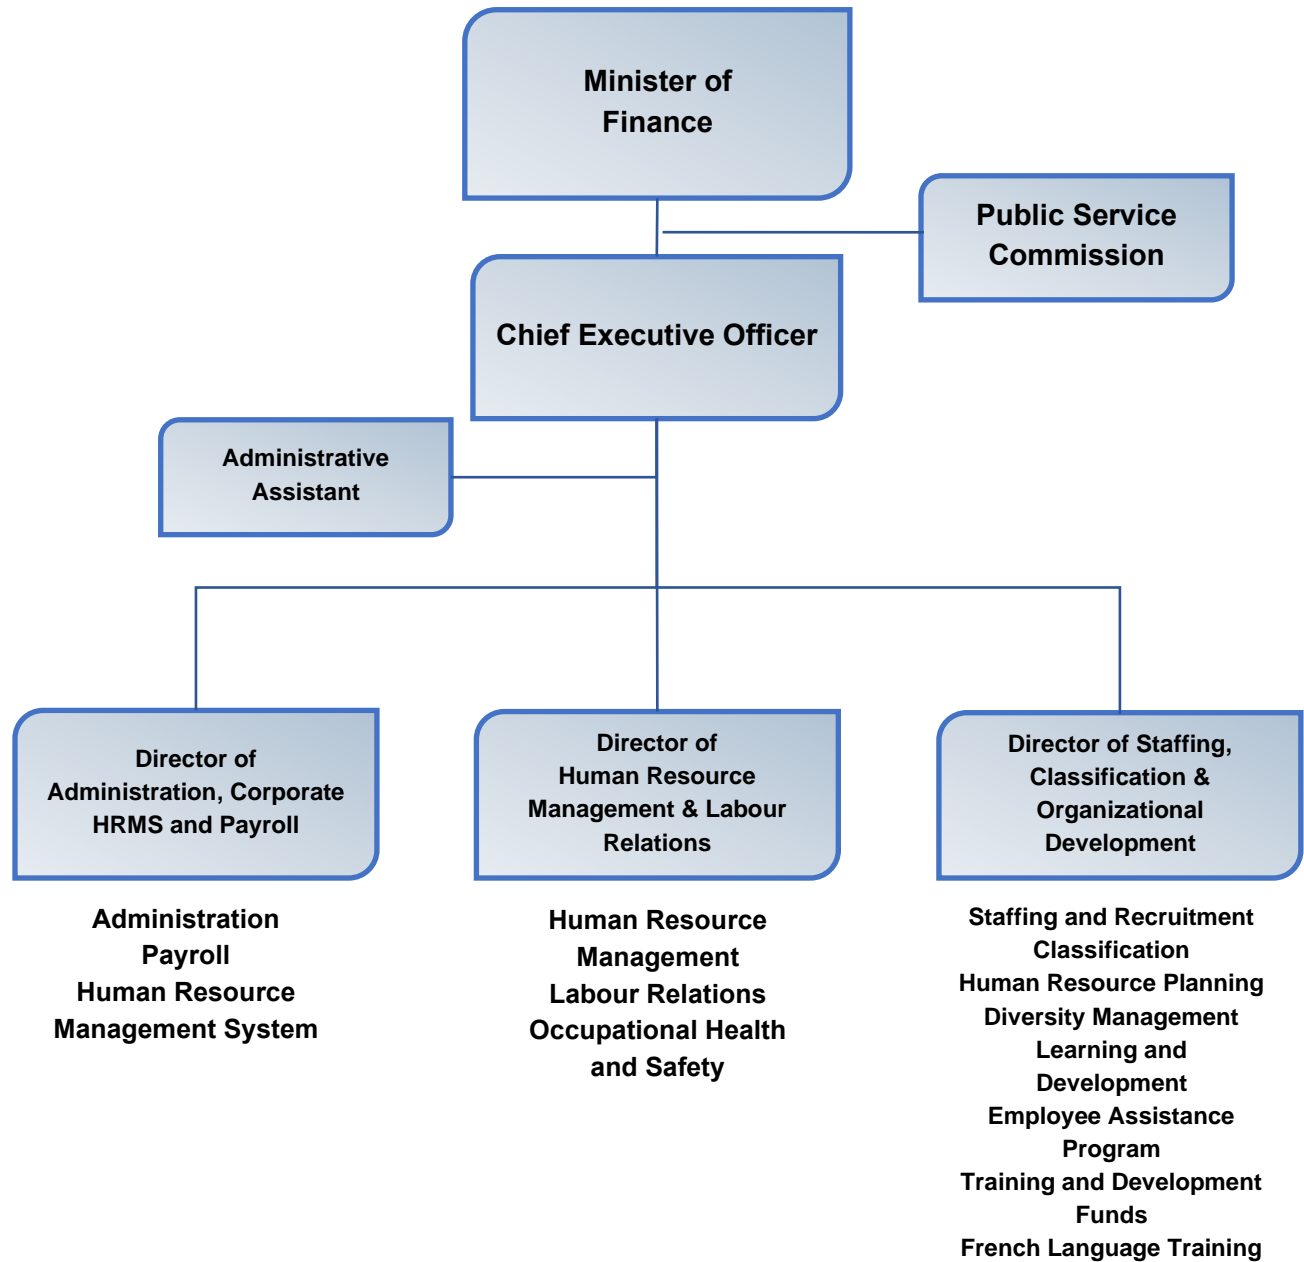 Minister of
Finance
Public Service
Commission
Chief Executive Officer
Administrative
Assistant
Director of
Administration, Corporate
HRMS and Payroll
Director of
Human Resource
Management & Labour
Relations
Director of Staffing,
Classification &
Organizational
Development
Administration
Payroll
Human Resource
Management System
Human Resource
Management
Labour Relations
Occupational Health
and Safety
Staffing and Recruitment
Classification
Human Resource Planning
Diversity Management
Learning and
Development
Employee Assistance
Program
Training and Development
Funds
French Language Training